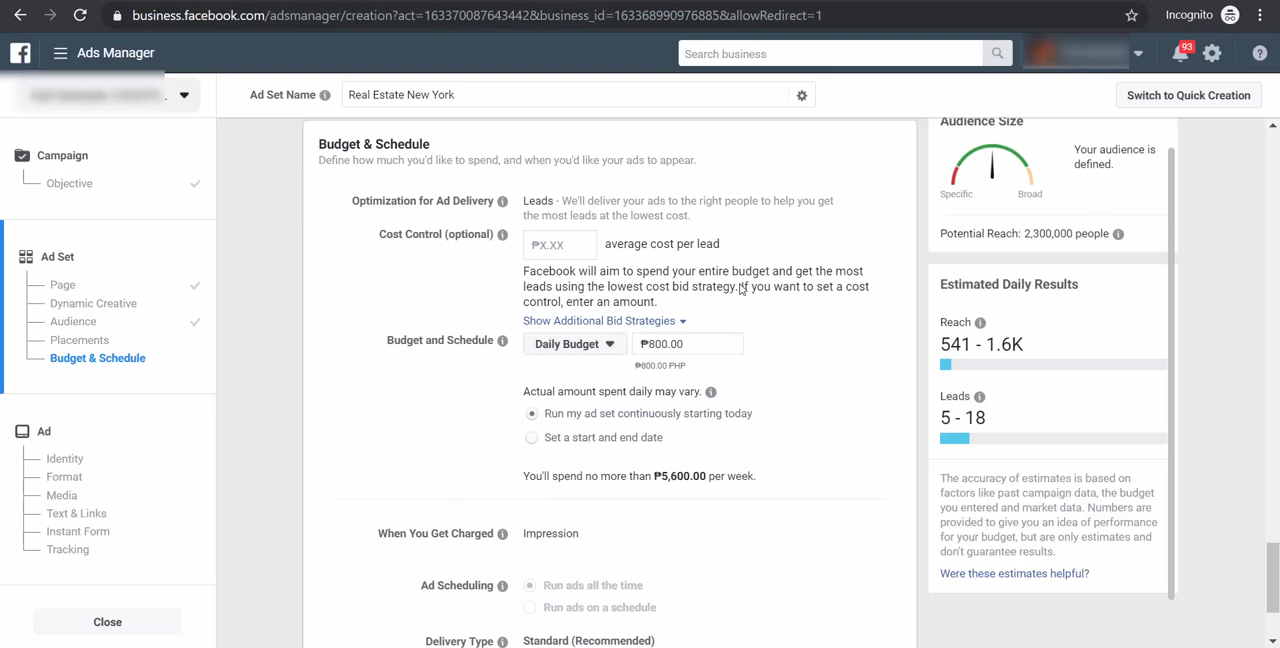 business.facebook.com/adsmanager/creation?act=163370087643442&business_id=163368990976885&allowRedirect=1
Incognito
Ads Manager
Search business
93
Ad Set Name
Real Estate New York
Switch to Quick Creation
Campaign
Objective
Ad Set
Page
Dynamic Creative
Audience
Placements
Budget & Schedule
Ad
Identity
Format
Media
Text & Links
Instant Form
Tracking
Close
Budget & Schedule
Define how much you'd like to spend, and when you'd like your ads to appear.
Optimization for Ad Delivery
Leads - We'll deliver your ads to the right people to help you get
the most leads at the lowest cost.
Cost Control (optional)
₱X.XX
average cost per lead
Facebook will aim to spend your entire budget and get the most
leads using the lowest cost bid strategy. If you want to set a cost
control, enter an amount.
Show Additional Bid Strategies
Budget and Schedule
Daily Budget
₱800.00
₱800.00 PHP
Actual amount spent daily may vary.
Run my ad set continuously starting today
Set a start and end date
You'll spend no more than ₱5,600.00 per week.
When You Get Charged
Impression
Ad Scheduling
Run ads all the time
Run ads on a schedule
Delivery Type
Standard (Recommended)
Audience Size
Your audience is
defined.
Specific
Broad
Potential Reach: 2,300,000 people
Estimated Daily Results
Reach
541 - 1.6K
Leads
5 - 18
The accuracy of estimates is based on
factors like past campaign data, the budget
you entered and market data. Numbers are
provided to give you an idea of performance
for your budget, but are only estimates and
don't guarantee results.
Were these estimates helpful?